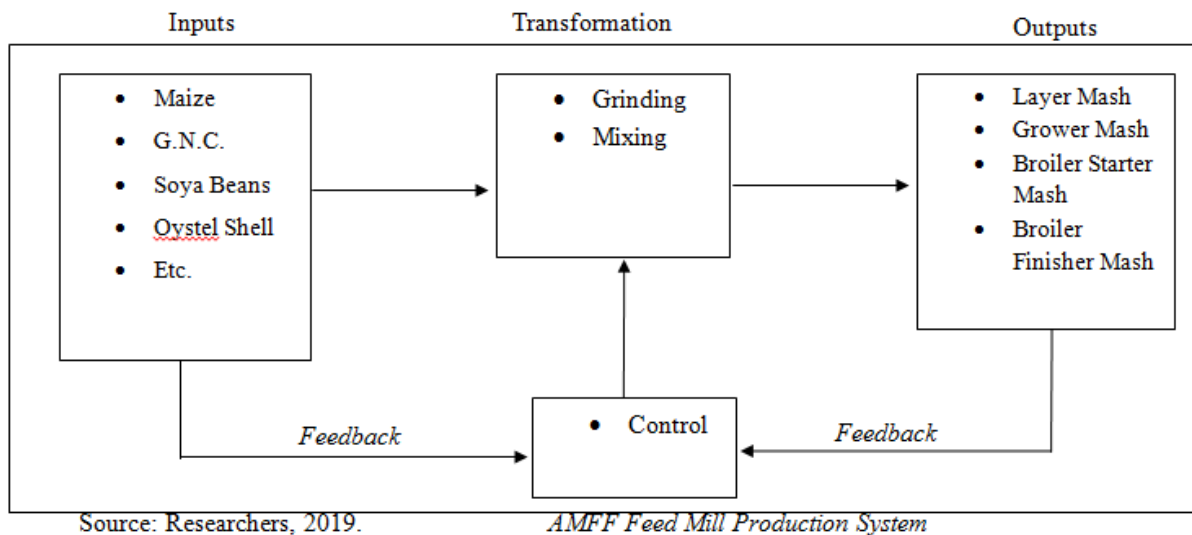 Inputs
Transformation
Outputs
• Maize
• G.N.C.
• Soya Beans
• Oystel Shell
• Etc.
• Grinding
• Mixing
• Layer Mash
• Grower Mash
• Broiler Starter
Mash
• Broiler
Finisher Mash
Feedback
• Control
Feedback
Source: Researchers, 2019.
AMFF Feed Mill Production System